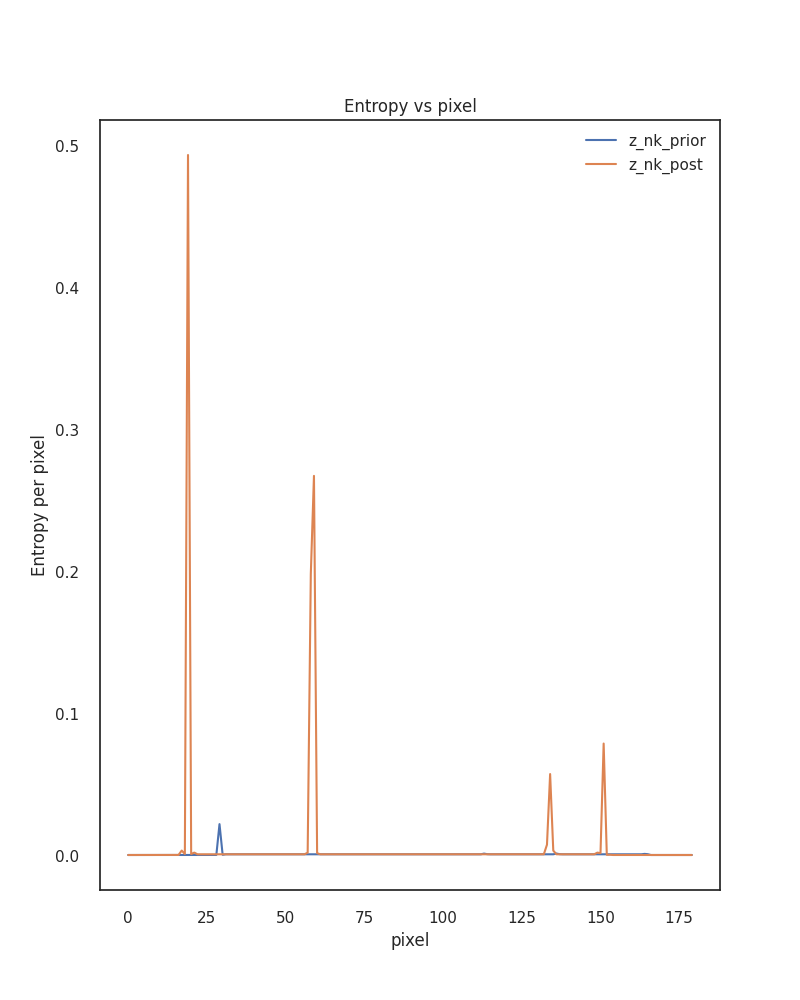 Entropy vs pixel
z_nk_prior
z_nk_post
0.5
0.4
0.3
0.2
0.1
0.0
Entropy per pixel
0 25 50 75 100 125 150 175
pixel